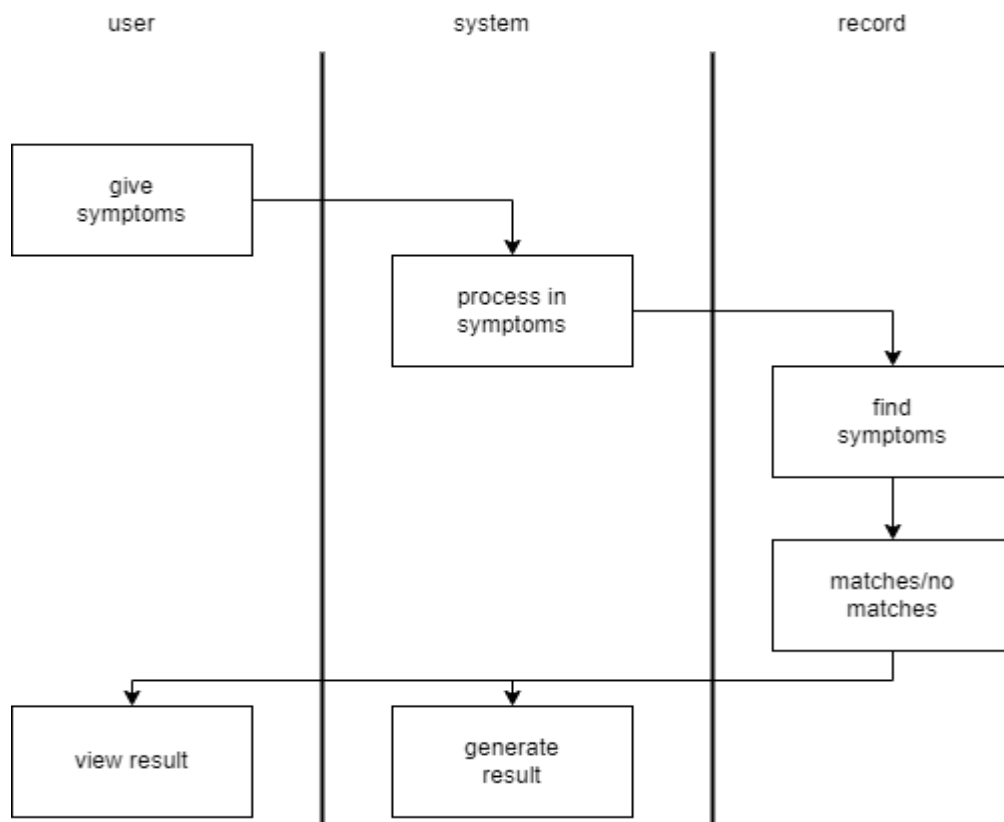 user
system
record
give
symptoms
process in
symptoms
find
symptoms
matches/no
matches
view result
generate
result